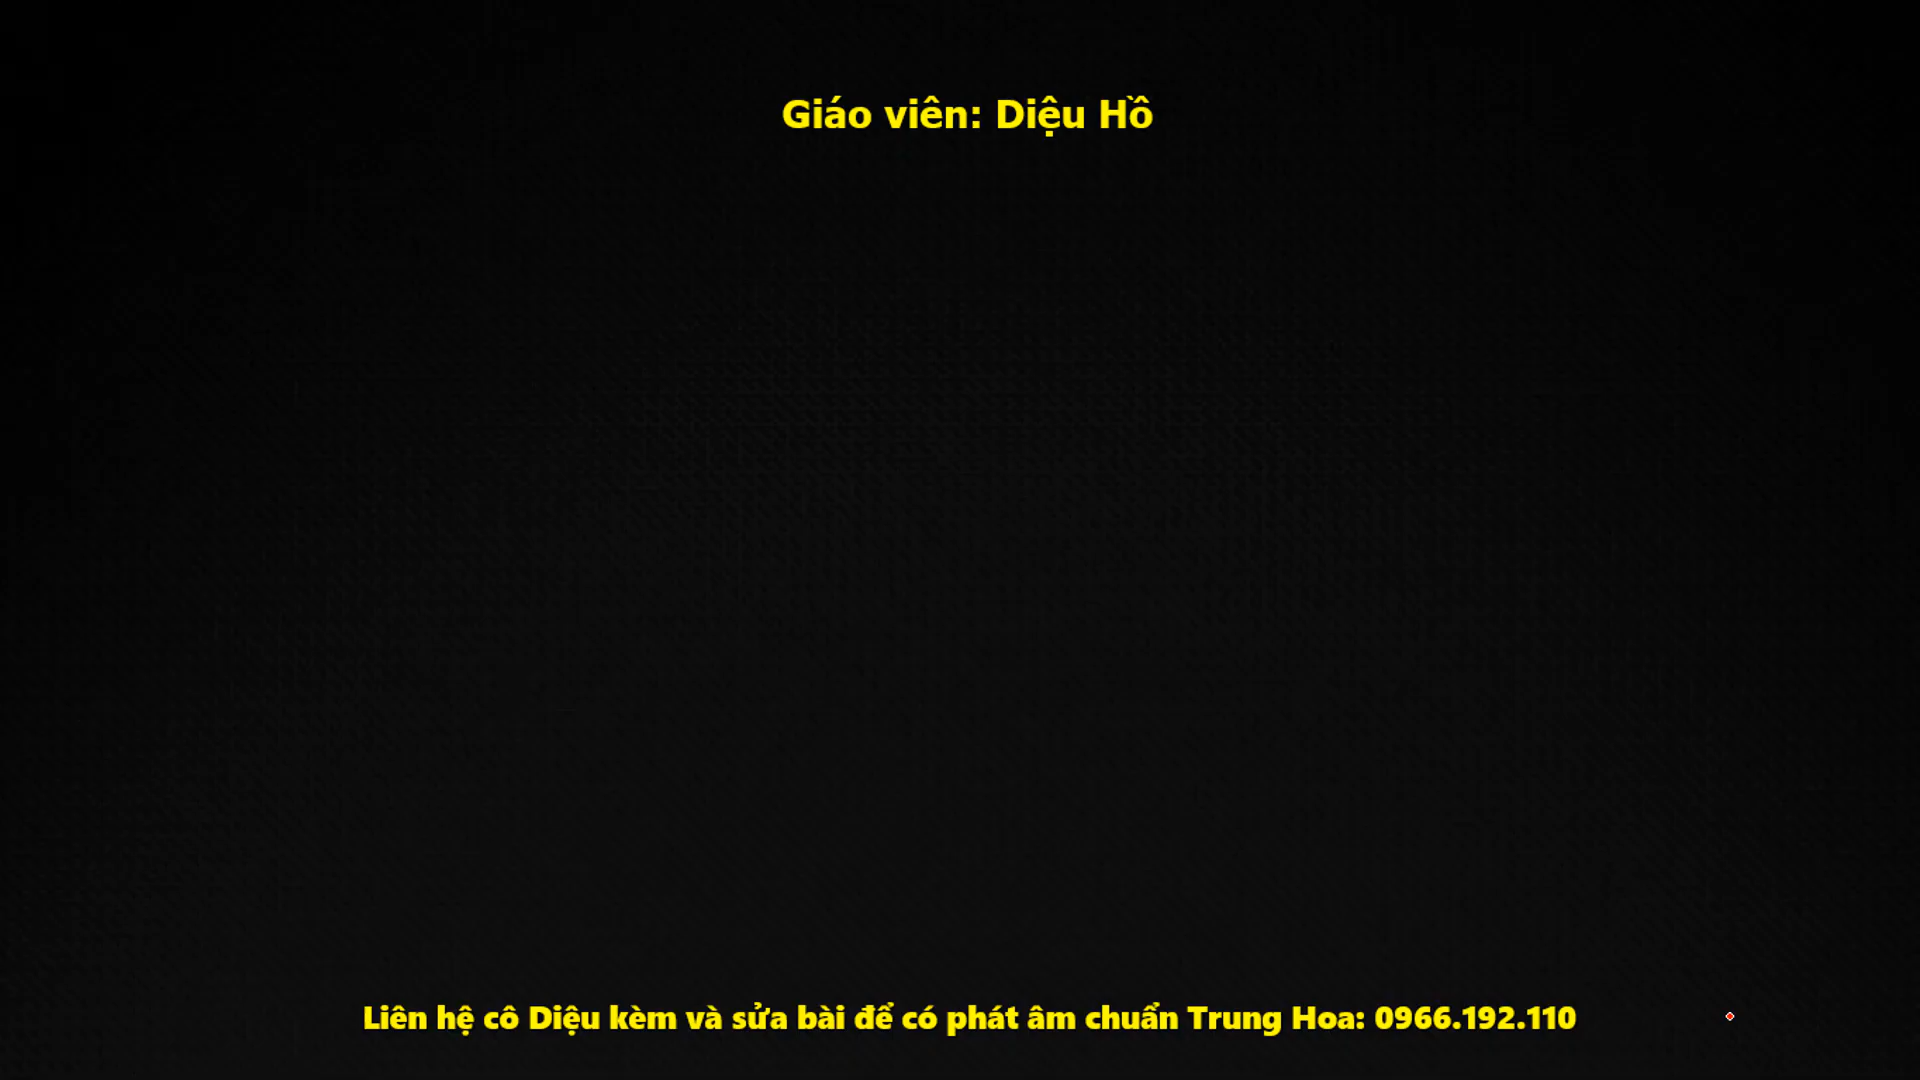 Giáo viên: Diệu Hồ
Liên hệ cô Diệu kèm và sửa bài để có phát âm chuẩn Trung Hoa: 0966.192.110